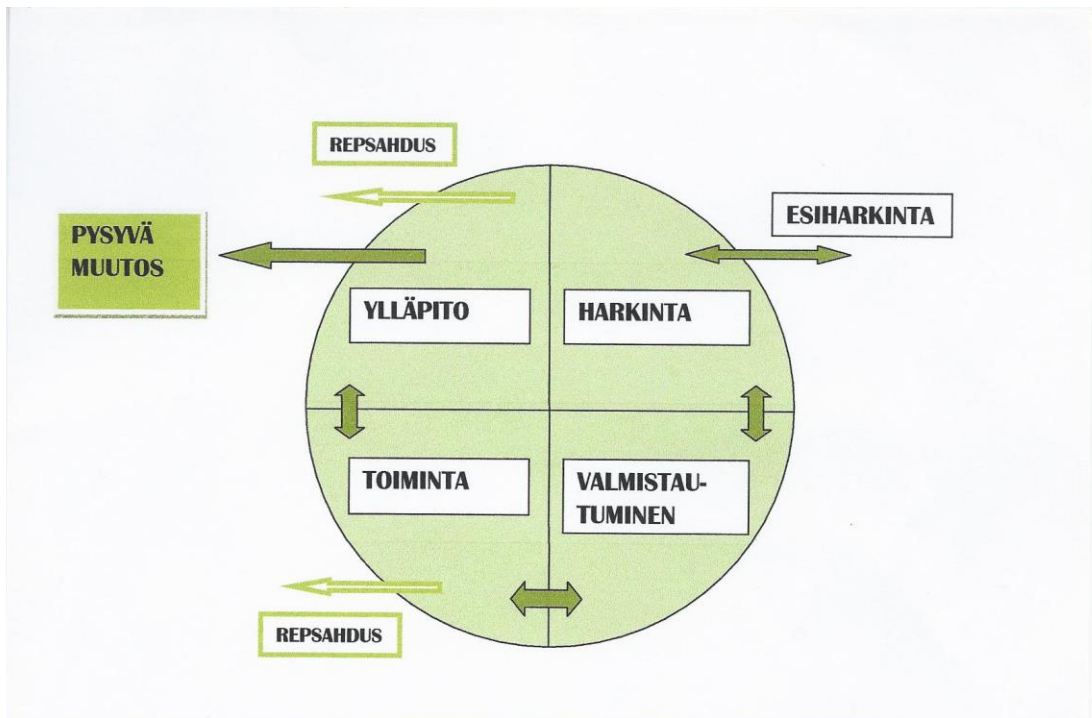 REPSAHDUS
ESIHARKINTA
PYSYVÄ
MUUTOS
YLLÄPITO
HARKINTA
TOIMINTA
VALMISTAU-
TUMINEN
REPSAHDUS